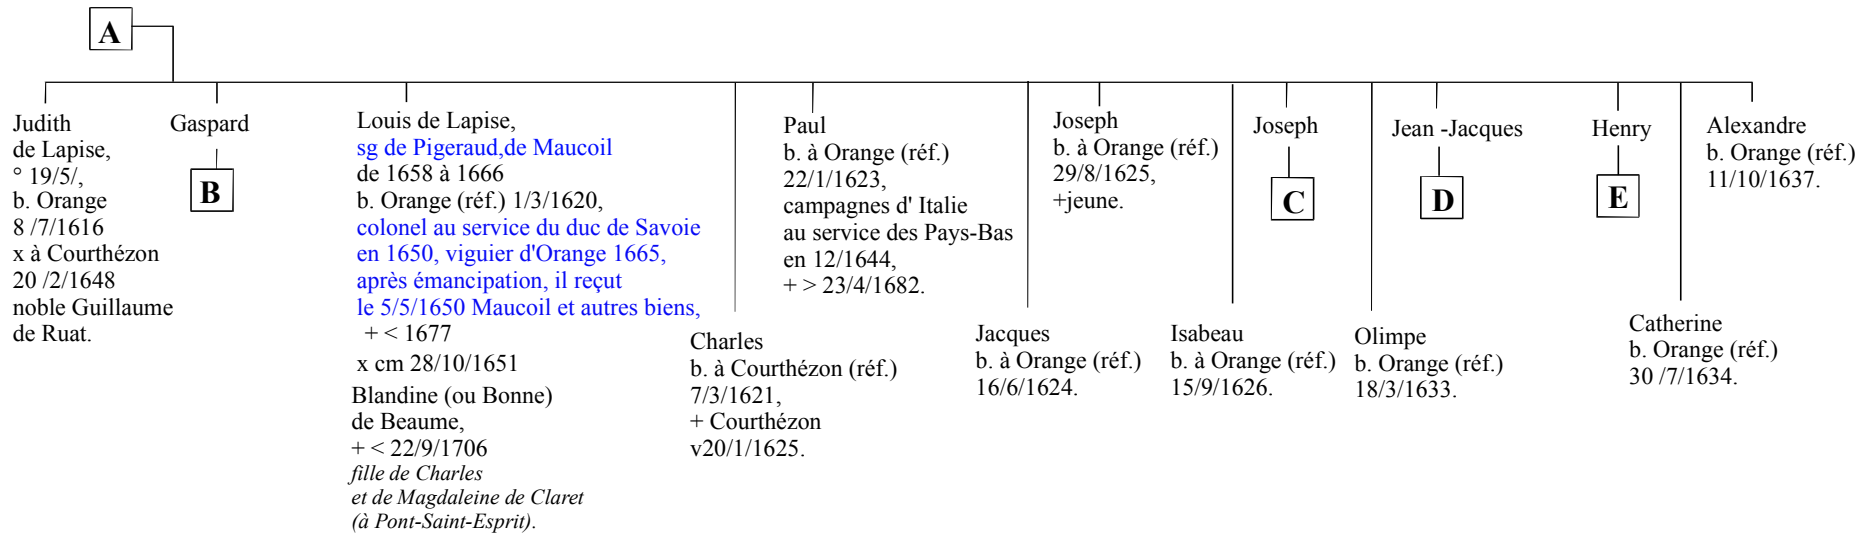 A
Judith
de Lapise,
° 19/5/,
b. Orange
8 /7/1616
x à Courthézon
20 /2/1648
noble Guillaume
de Ruat.
Gaspard
B
Louis de Lapise,
sg de Pigeraud,de Maucoil
de 1658 à 1666
b. Orange (réf.) 1/3/1620,
colonel au service du duc de Savoie
en 1650, viguier d'Orange 1665,
après émancipation, il reçut
le 5/5/1650 Maucoil et autres biens,
+ < 1677
x cm 28/10/1651
Blandine (ou Bonne)
de Beaume,
+ < 22/9/1706
fille de Charles
et de Magdaleine de Claret
(à Pont-Saint-Esprit).
Charles
b. à Courthézon (réf.)
7/3/1621,
+ Courthézon
v20/1/1625.
Paul
b. à Orange (réf.)
22/1/1623,
campagnes d' Italie
au service des Pays-Bas
en 12/1644,
+ > 23/4/1682.
Jacques
b. à Orange (réf.)
16/6/1624.
Joseph
b. à Orange (réf.)
29/8/1625,
+jeune.
Isabeau
b. à Orange (réf.)
15/9/1626.
Joseph
C
Olimpe
b. Orange (réf.)
18/3/1633.
Jean -Jacques
D
Henry
E
Catherine
b. Orange (réf.)
30 /7/1634.
Alexandre
b. Orange (réf.)
11/10/1637.